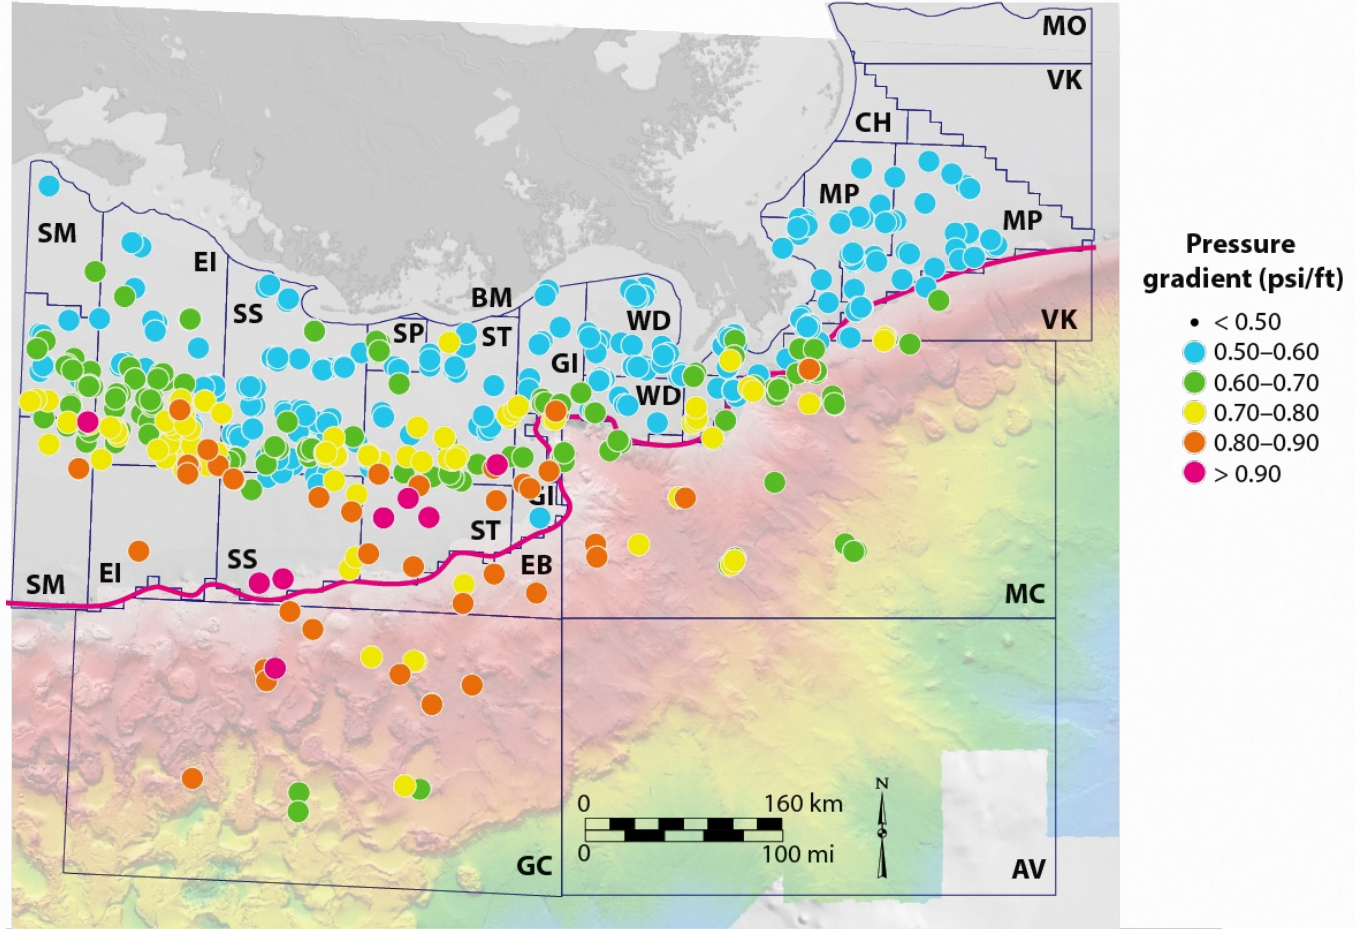 MO
VK
CH
MP
MP
SM
EI
SS
BM
SP
ST
WD
GI
VK
WD
Pressure
gradient (psi/ft)
< 0.50
0.50–0.60
0.60–0.70
0.70–0.80
0.80–0.90
> 0.90
GI
ST
SS
EI
SM
EB
MC
N
0
160 km
0
100 mi
GC
AV